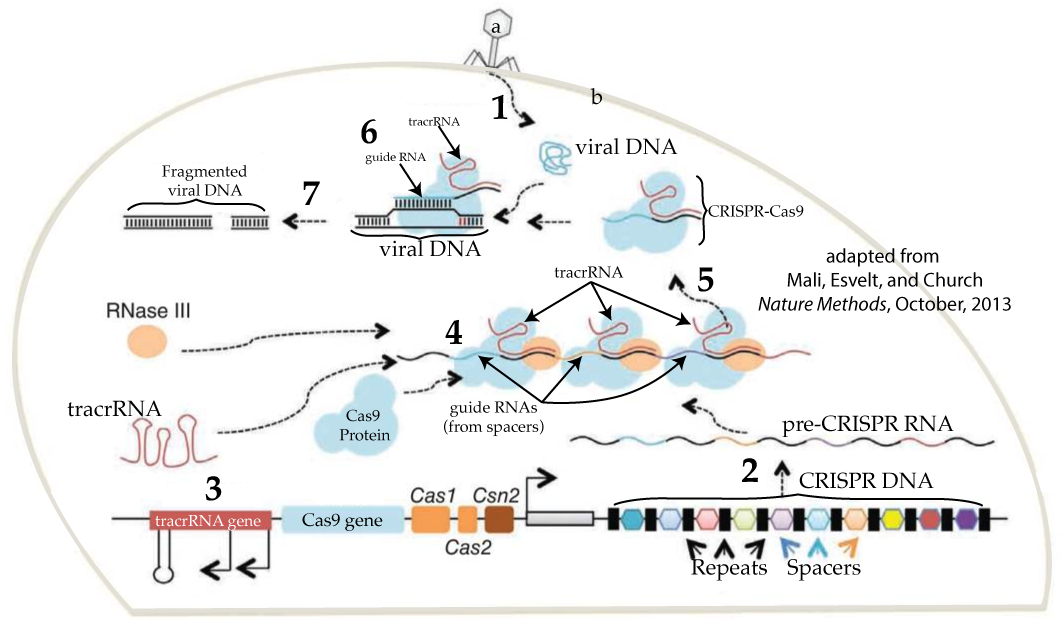 a
b
1
viral DNA
6
tracrRNA
guide RNA
Fragmented
viral DNA
7
viral DNA
CRISPR-Cas9
adapted from
Mali, Esvelt, and Church
Nature Methods, October, 2013
tracrRNA
5
RNase III
4
tracrRNA
Cas9
Protein
guide RNAs
(from spacers)
pre-CRISPR RNA
2
CRISPR DNA
3
tracrRNA gene
Cas9 gene
Cas1
Cas2
Csn2
Repeats
Spacers